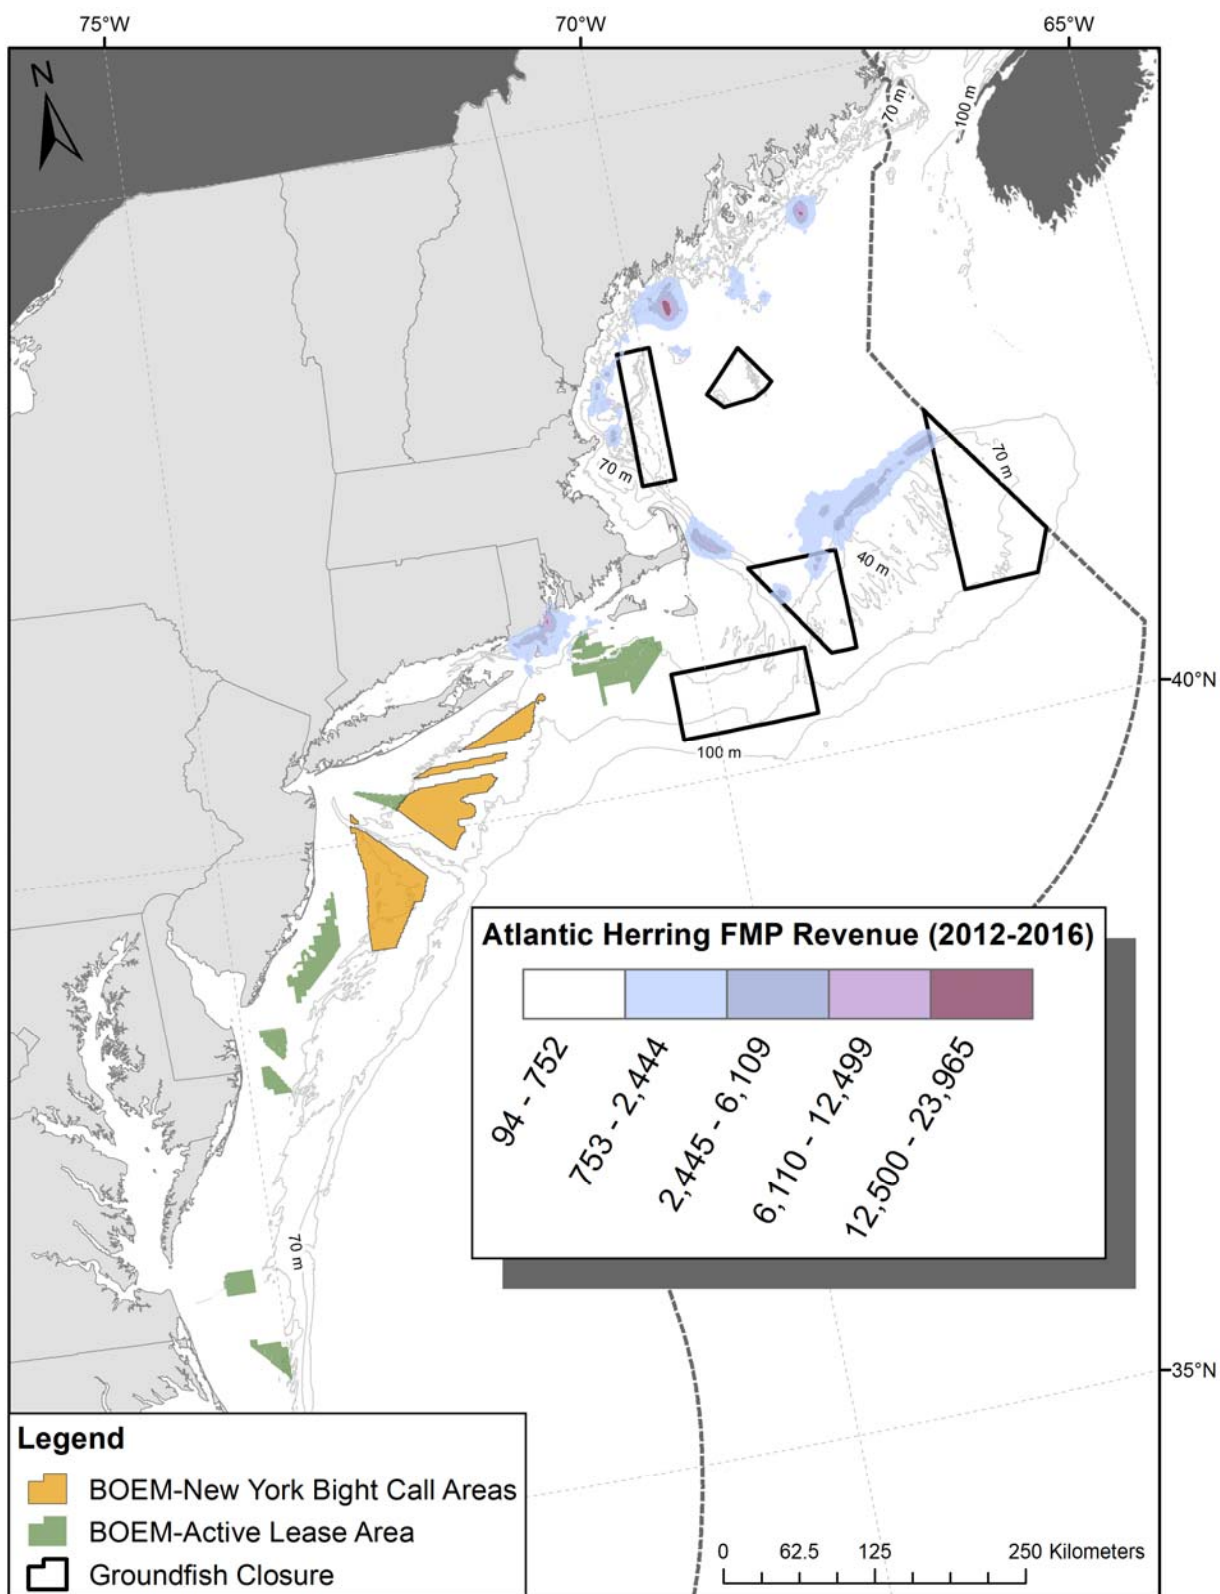 75°W
70°W
65°W
N
70 m
100 m
70 m
70 m
40 m
40°N
100 m
Atlantic Herring FMP Revenue (2012-2016)
94 - 752
753 - 2,444
2,445 - 6,109
6,110 - 12,499
12,500 - 23,965
70 m
35°N
Legend
BOEM-New York Bight Call Areas
BOEM-Active Lease Area
Groundfish Closure
0 62.5 125 250 Kilometers